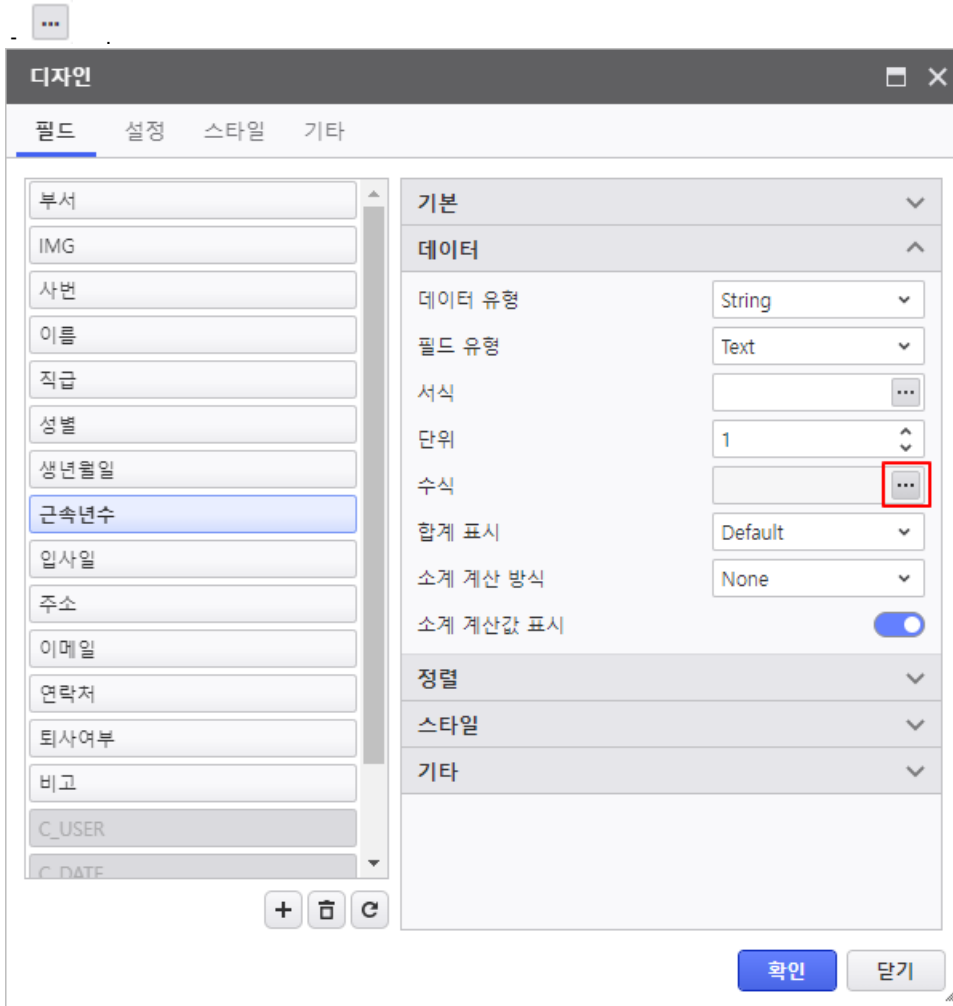 - ... .
디자인
필드 설정 스타일 기타
부서
IMG
사번
이름
직급
성별
생년월일
근속년수
입사일
주소
이메일
연락처
퇴사여부
비고
C_USER
C_DATE
기본
데이터
데이터 유형 String
필드 유형 Text
서식 ...
단위 1
수식 ...
합계 표시 Default
소계 계산 방식 None
소계 계산값 표시
정렬
스타일
기타
확인 닫기